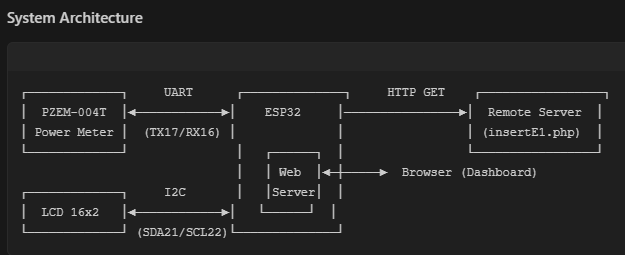 System Architecture
UART HTTP GET
PZEM-004T ESP32 Remote Server
Power Meter (TX17/RX16) (insertE1.php)
Web Browser (Dashboard)
I2C Server
LCD 16x2
(SDA21/SCL22)